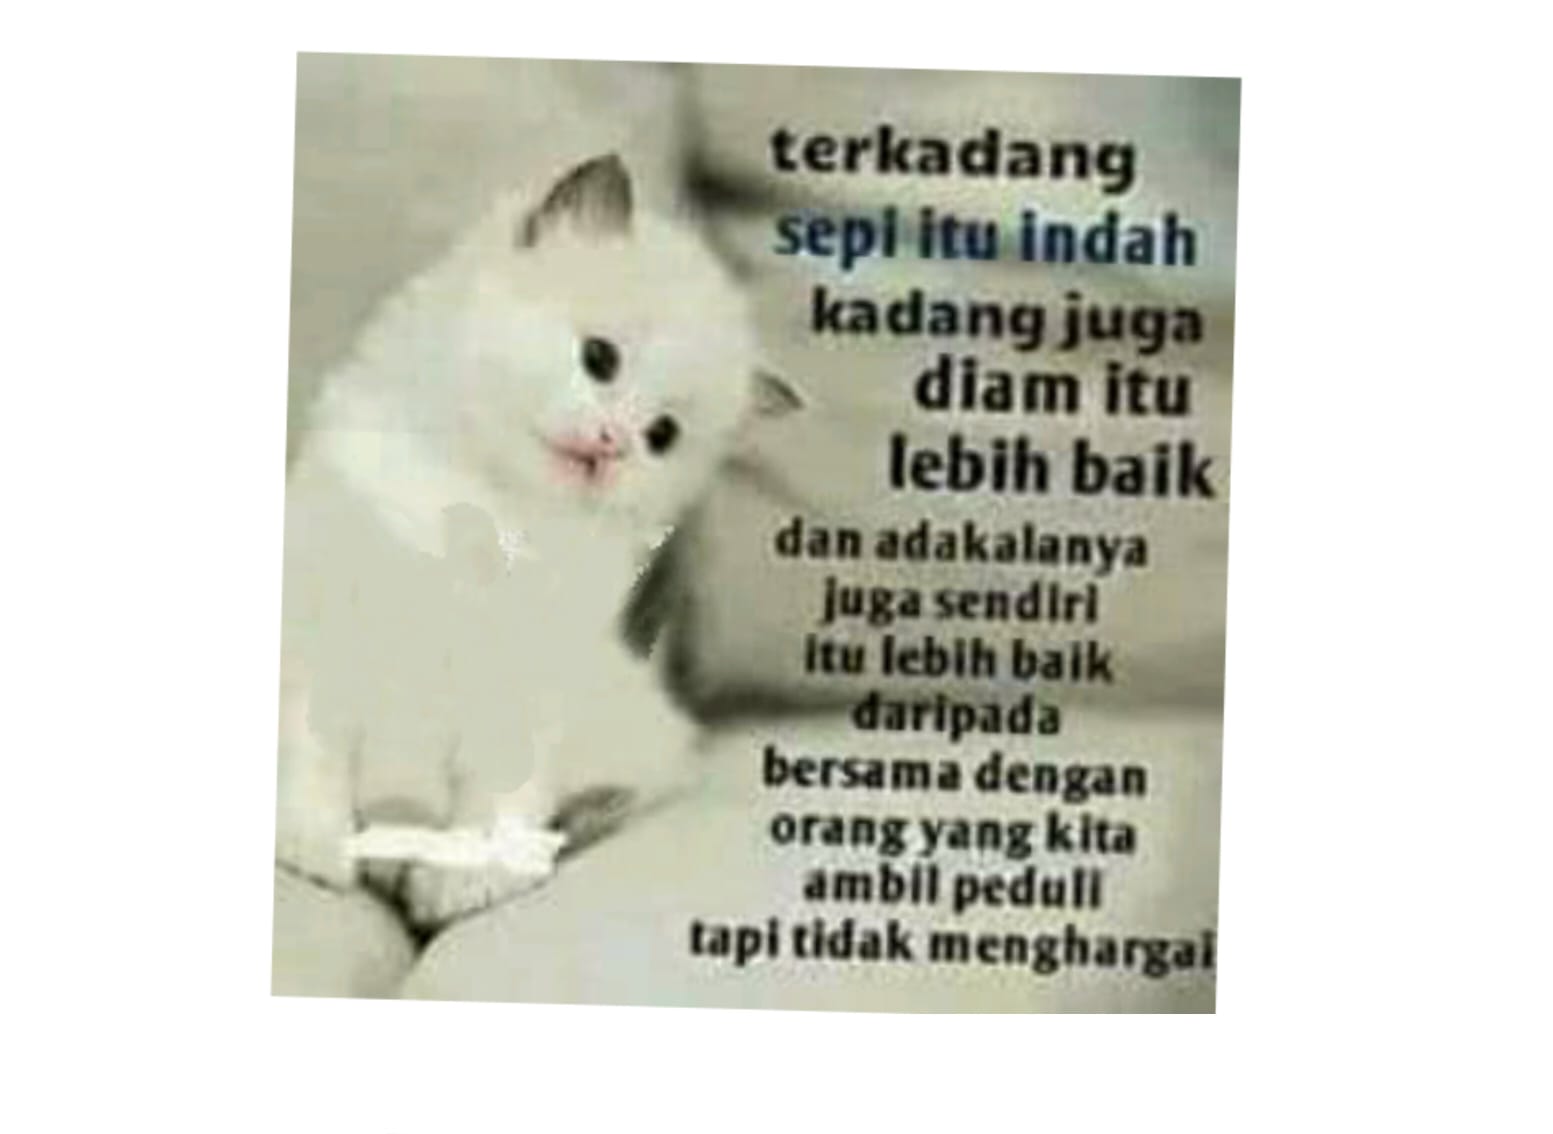 terkadang
sepi itu indah
kadang juga
diam itu
lebih baik
dan adakalanya
juga sendiri
itu lebih baik
daripada
bersama dengan
orang yang kita
ambil peduli
tapi tidak menghargai